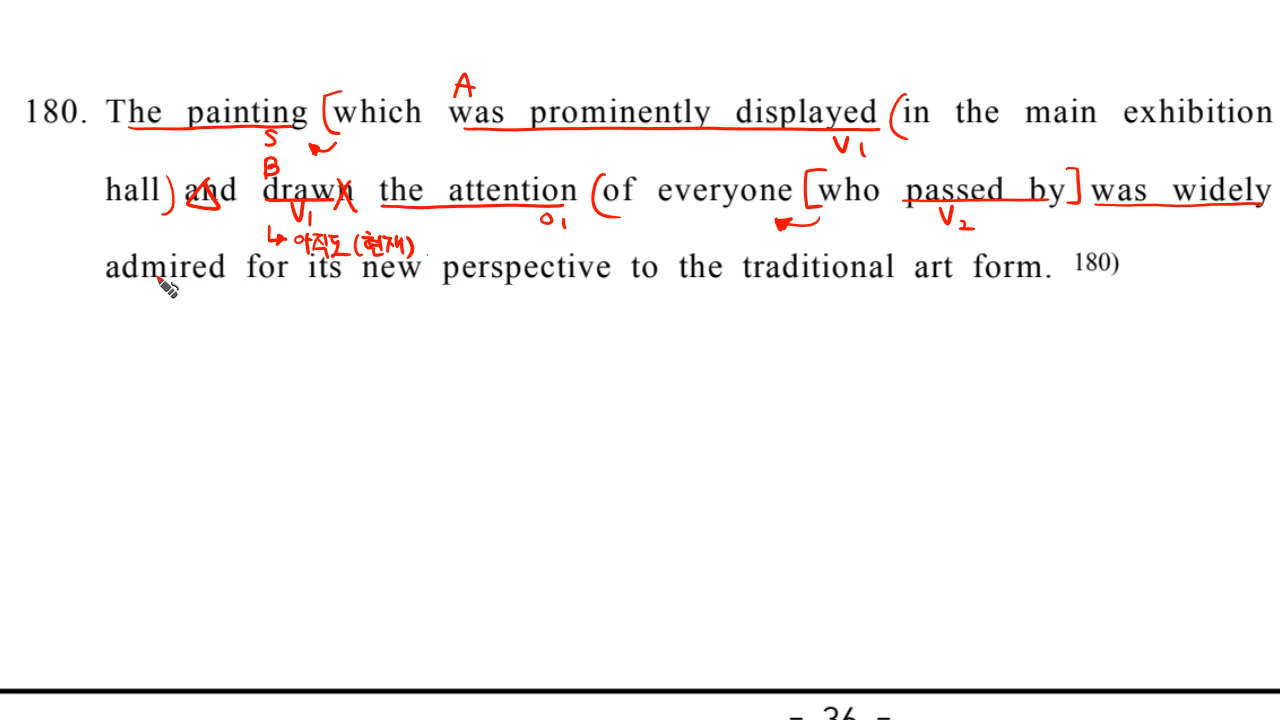 A
180. The painting [which was prominently displayed (in the main exhibition
S V1
B
hall) and drawn the attention (of everyone [who passed by] was widely
V1 O1 V2
↳ 아직도 (현재)
admired for its new perspective to the traditional art form. 180)
- 36 -